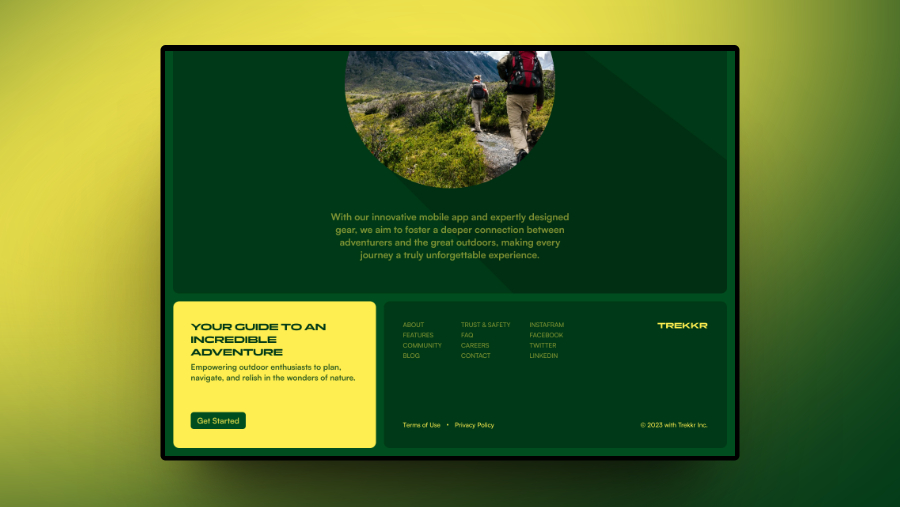 With our innovative mobile app and expertly designed
gear, we aim to foster a deeper connection between
adventurers and the great outdoors, making every
journey a truly unforgettable experience.
YOUR GUIDE TO AN
INCREDIBLE
ADVENTURE
Empowering outdoor enthusiasts to plan,
navigate, and relish in the wonders of nature.
Get Started
ABOUT
FEATURES
COMMUNITY
BLOG
TRUST & SAFETY
FAQ
CAREERS
CONTACT
INSTAFRAM
FACEBOOK
TWITTER
LINKEDIN
TREKKR
Terms of Use • Privacy Policy
© 2023 with Trekkr Inc.